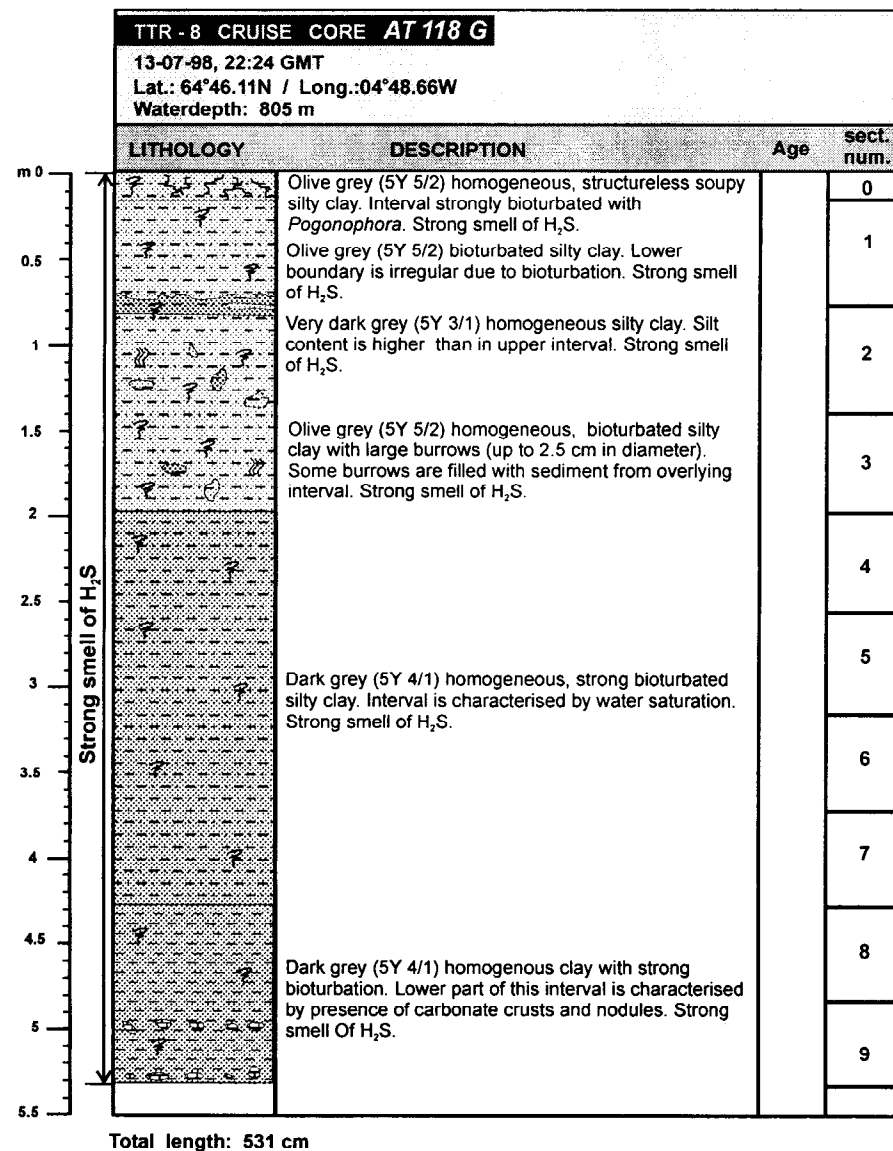 TTR - 8 CRUISE CORE AT 118 G
13-07-98, 22:24 GMT
Lat.: 64°46.11N / Long.:04°48.66W
Waterdepth: 805 m
LITHOLOGY DESCRIPTION Age sect. num.
m 0
0.5
1
1.5
2
2.5
3
3.5
4
4.5
5
5.5
Strong smell of H₂S
Olive grey (5Y 5/2) homogeneous, structureless soupy
silty clay. Interval strongly bioturbated with
Pogonophora. Strong smell of H₂S.
Olive grey (5Y 5/2) bioturbated silty clay. Lower
boundary is irregular due to bioturbation. Strong smell
of H₂S.
Very dark grey (5Y 3/1) homogeneous silty clay. Silt
content is higher than in upper interval. Strong smell
of H₂S.
Olive grey (5Y 5/2) homogeneous, bioturbated silty
clay with large burrows (up to 2.5 cm in diameter).
Some burrows are filled with sediment from overlying
interval. Strong smell of H₂S.
Dark grey (5Y 4/1) homogeneous, strong bioturbated
silty clay. Interval is characterised by water saturation.
Strong smell of H₂S.
Dark grey (5Y 4/1) homogenous clay with strong
bioturbation. Lower part of this interval is characterised
by presence of carbonate crusts and nodules. Strong
smell Of H₂S.
0
1
2
3
4
5
6
7
8
9
Total length: 531 cm